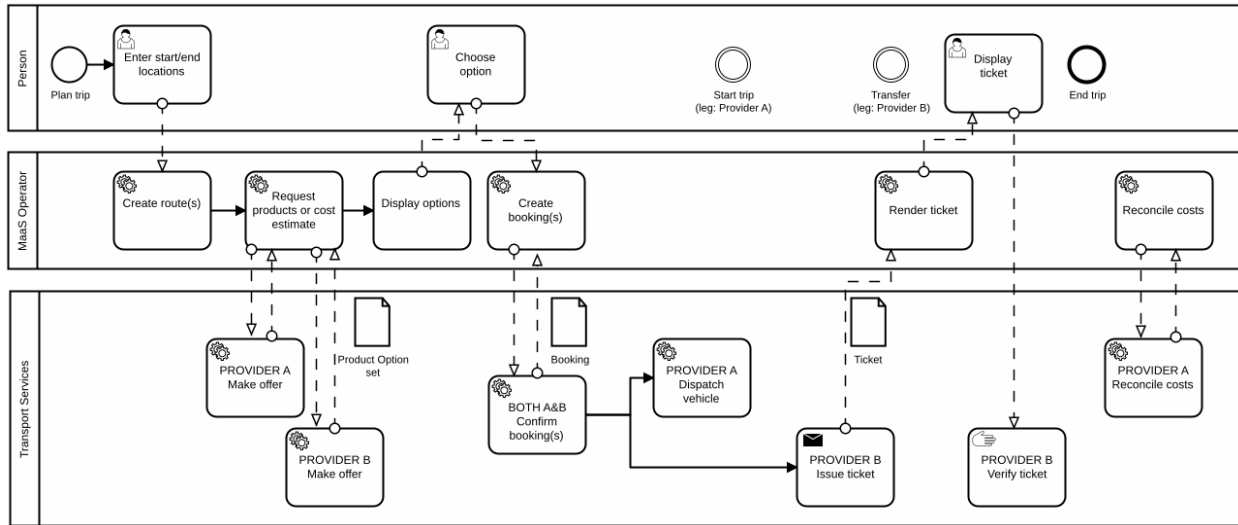 Person
Plan trip
Enter start/end
locations
Choose
option
Start trip
(leg: Provider A)
Transfer
(leg: Provider B)
Display
ticket
End trip
MaaS Operator
Create route(s)
Request
products or cost
estimate
Display options
Create
booking(s)
Render ticket
Reconcile costs
Transport Services
PROVIDER A
Make offer
Product Option
set
PROVIDER B
Make offer
Booking
BOTH A&B
Confirm
booking(s)
PROVIDER A
Dispatch
vehicle
Ticket
PROVIDER B
Issue ticket
PROVIDER B
Verify ticket
PROVIDER A
Reconcile costs